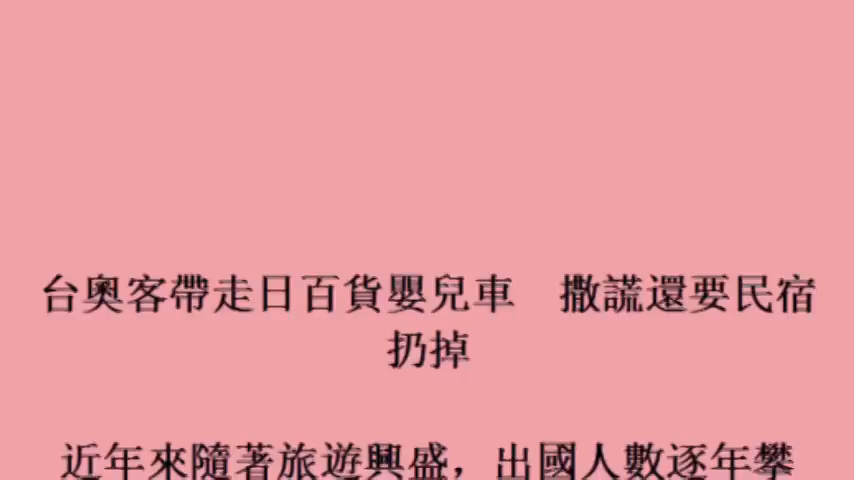 台奧客帶走日百貨嬰兒車　撒謊還要民宿
扔掉
近年來隨著旅遊興盛，出國人數逐年攀